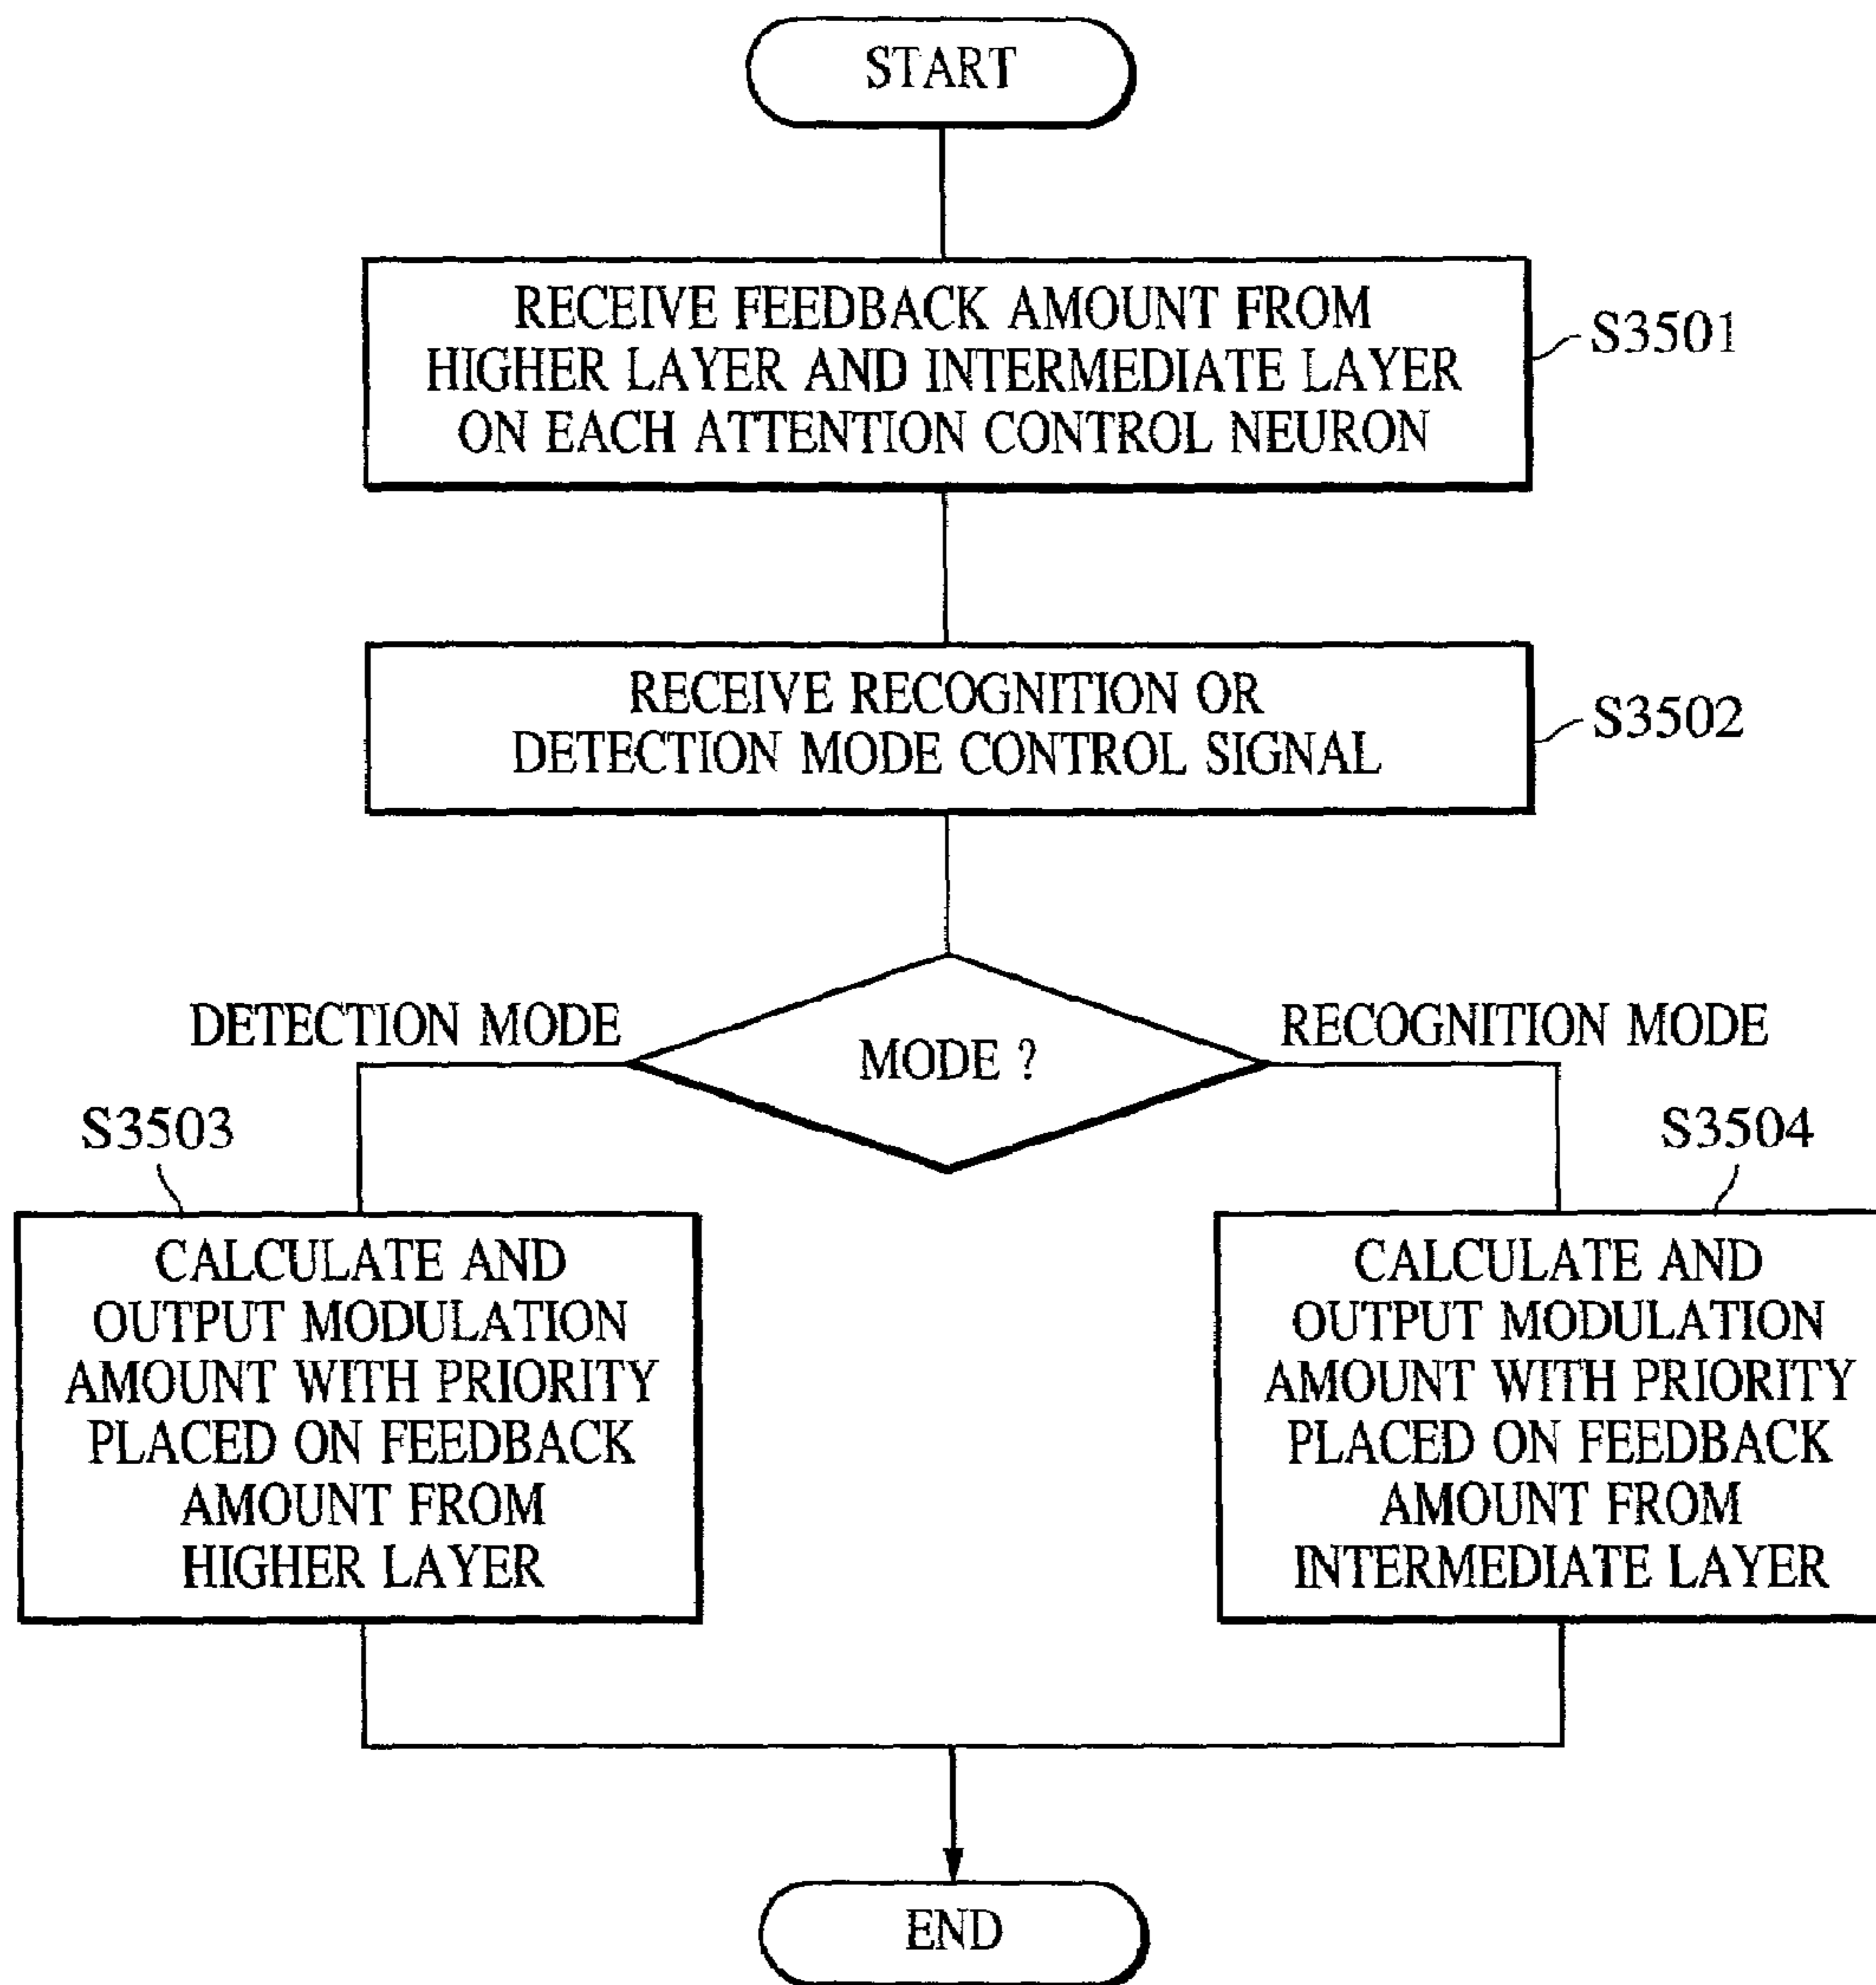 START
RECEIVE FEEDBACK AMOUNT FROM
HIGHER LAYER AND INTERMEDIATE LAYER
ON EACH ATTENTION CONTROL NEURON
S3501
RECEIVE RECOGNITION OR
DETECTION MODE CONTROL SIGNAL
S3502
DETECTION MODE
MODE ?
RECOGNITION MODE
S3503
CALCULATE AND
OUTPUT MODULATION
AMOUNT WITH PRIORITY
PLACED ON FEEDBACK
AMOUNT FROM
HIGHER LAYER
S3504
CALCULATE AND
OUTPUT MODULATION
AMOUNT WITH PRIORITY
PLACED ON FEEDBACK
AMOUNT FROM
INTERMEDIATE LAYER
END